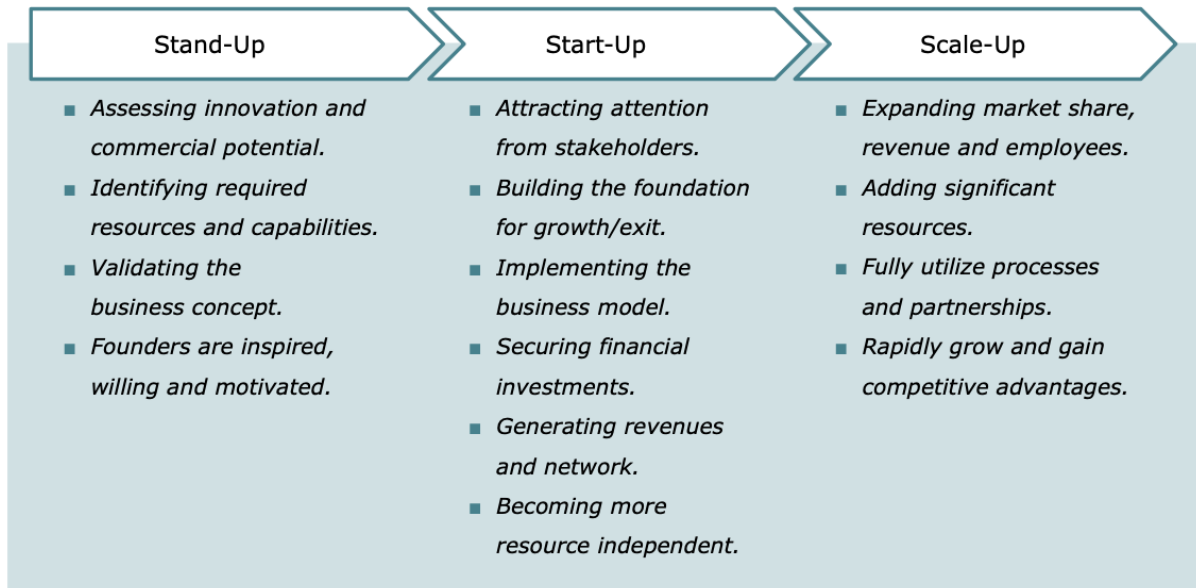 Stand-Up
Assessing innovation and
commercial potential.
Identifying required
resources and capabilities.
Validating the
business concept.
Founders are inspired,
willing and motivated.
Start-Up
Attracting attention
from stakeholders.
Building the foundation
for growth/exit.
Implementing the
business model.
Securing financial
investments.
Generating revenues
and network.
Becoming more
resource independent.
Scale-Up
Expanding market share,
revenue and employees.
Adding significant
resources.
Fully utilize processes
and partnerships.
Rapidly grow and gain
competitive advantages.